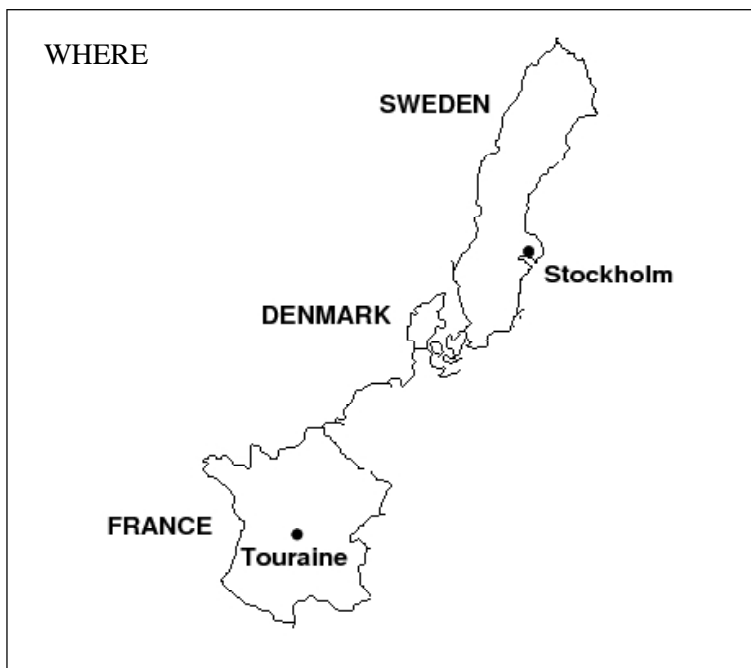 WHERE
SWEDEN
Stockholm
DENMARK
FRANCE
Touraine